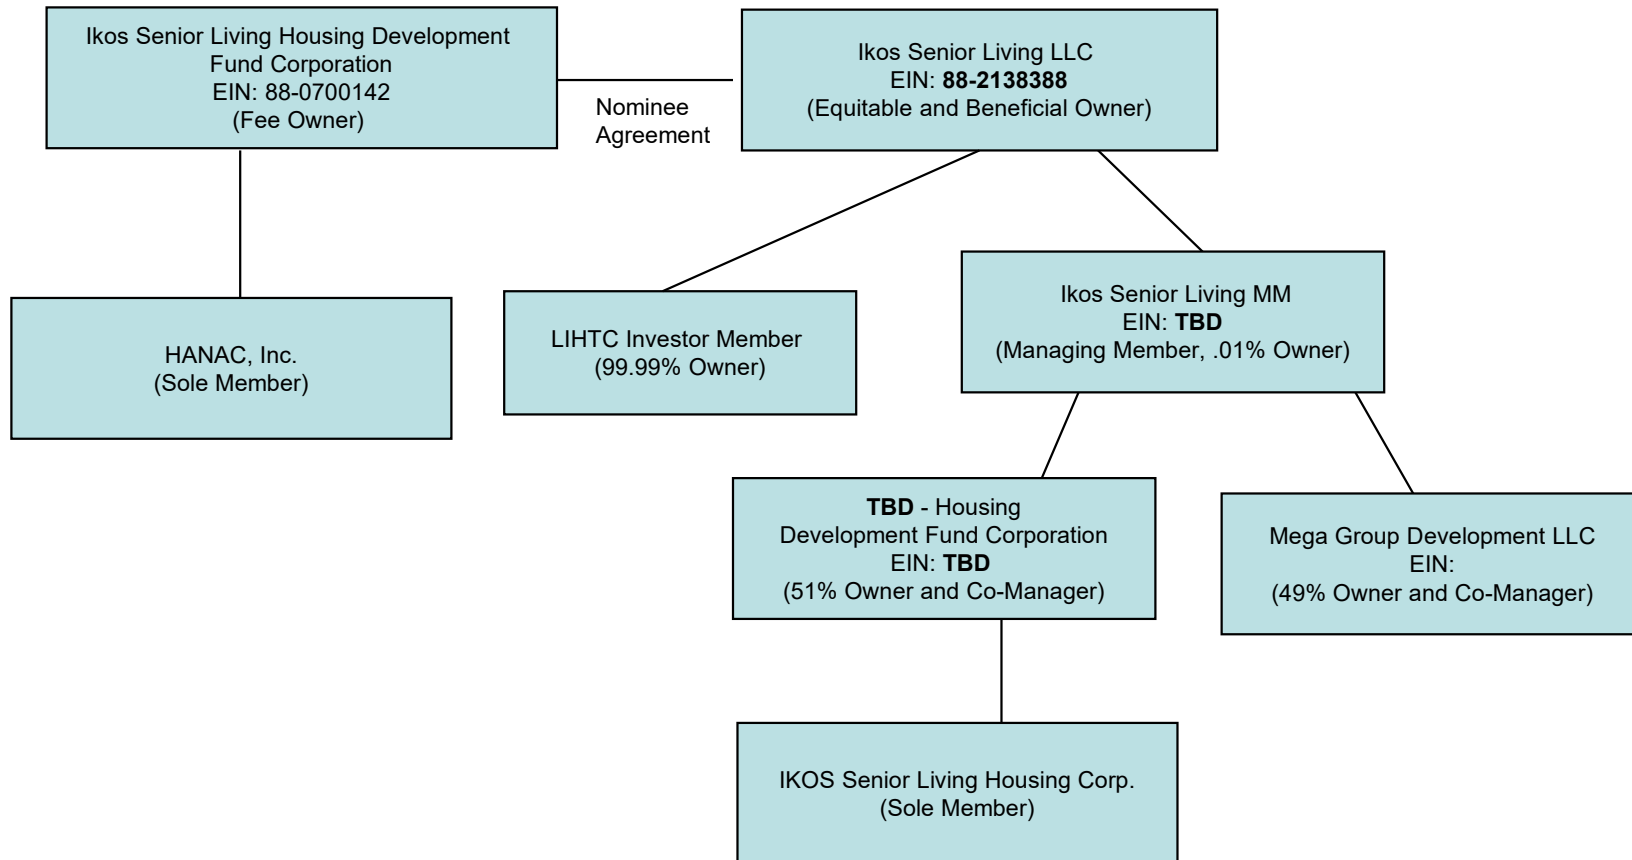 Ikos Senior Living Housing Development
Fund Corporation
EIN: 88-0700142
(Fee Owner)
Nominee
Agreement
Ikos Senior Living LLC
EIN: 88-2138388
(Equitable and Beneficial Owner)
HANAC, Inc.
(Sole Member)
LIHTC Investor Member
(99.99% Owner)
Ikos Senior Living MM
EIN: TBD
(Managing Member, .01% Owner)
TBD - Housing
Development Fund Corporation
EIN: TBD
(51% Owner and Co-Manager)
Mega Group Development LLC
EIN:
(49% Owner and Co-Manager)
IKOS Senior Living Housing Corp.
(Sole Member)